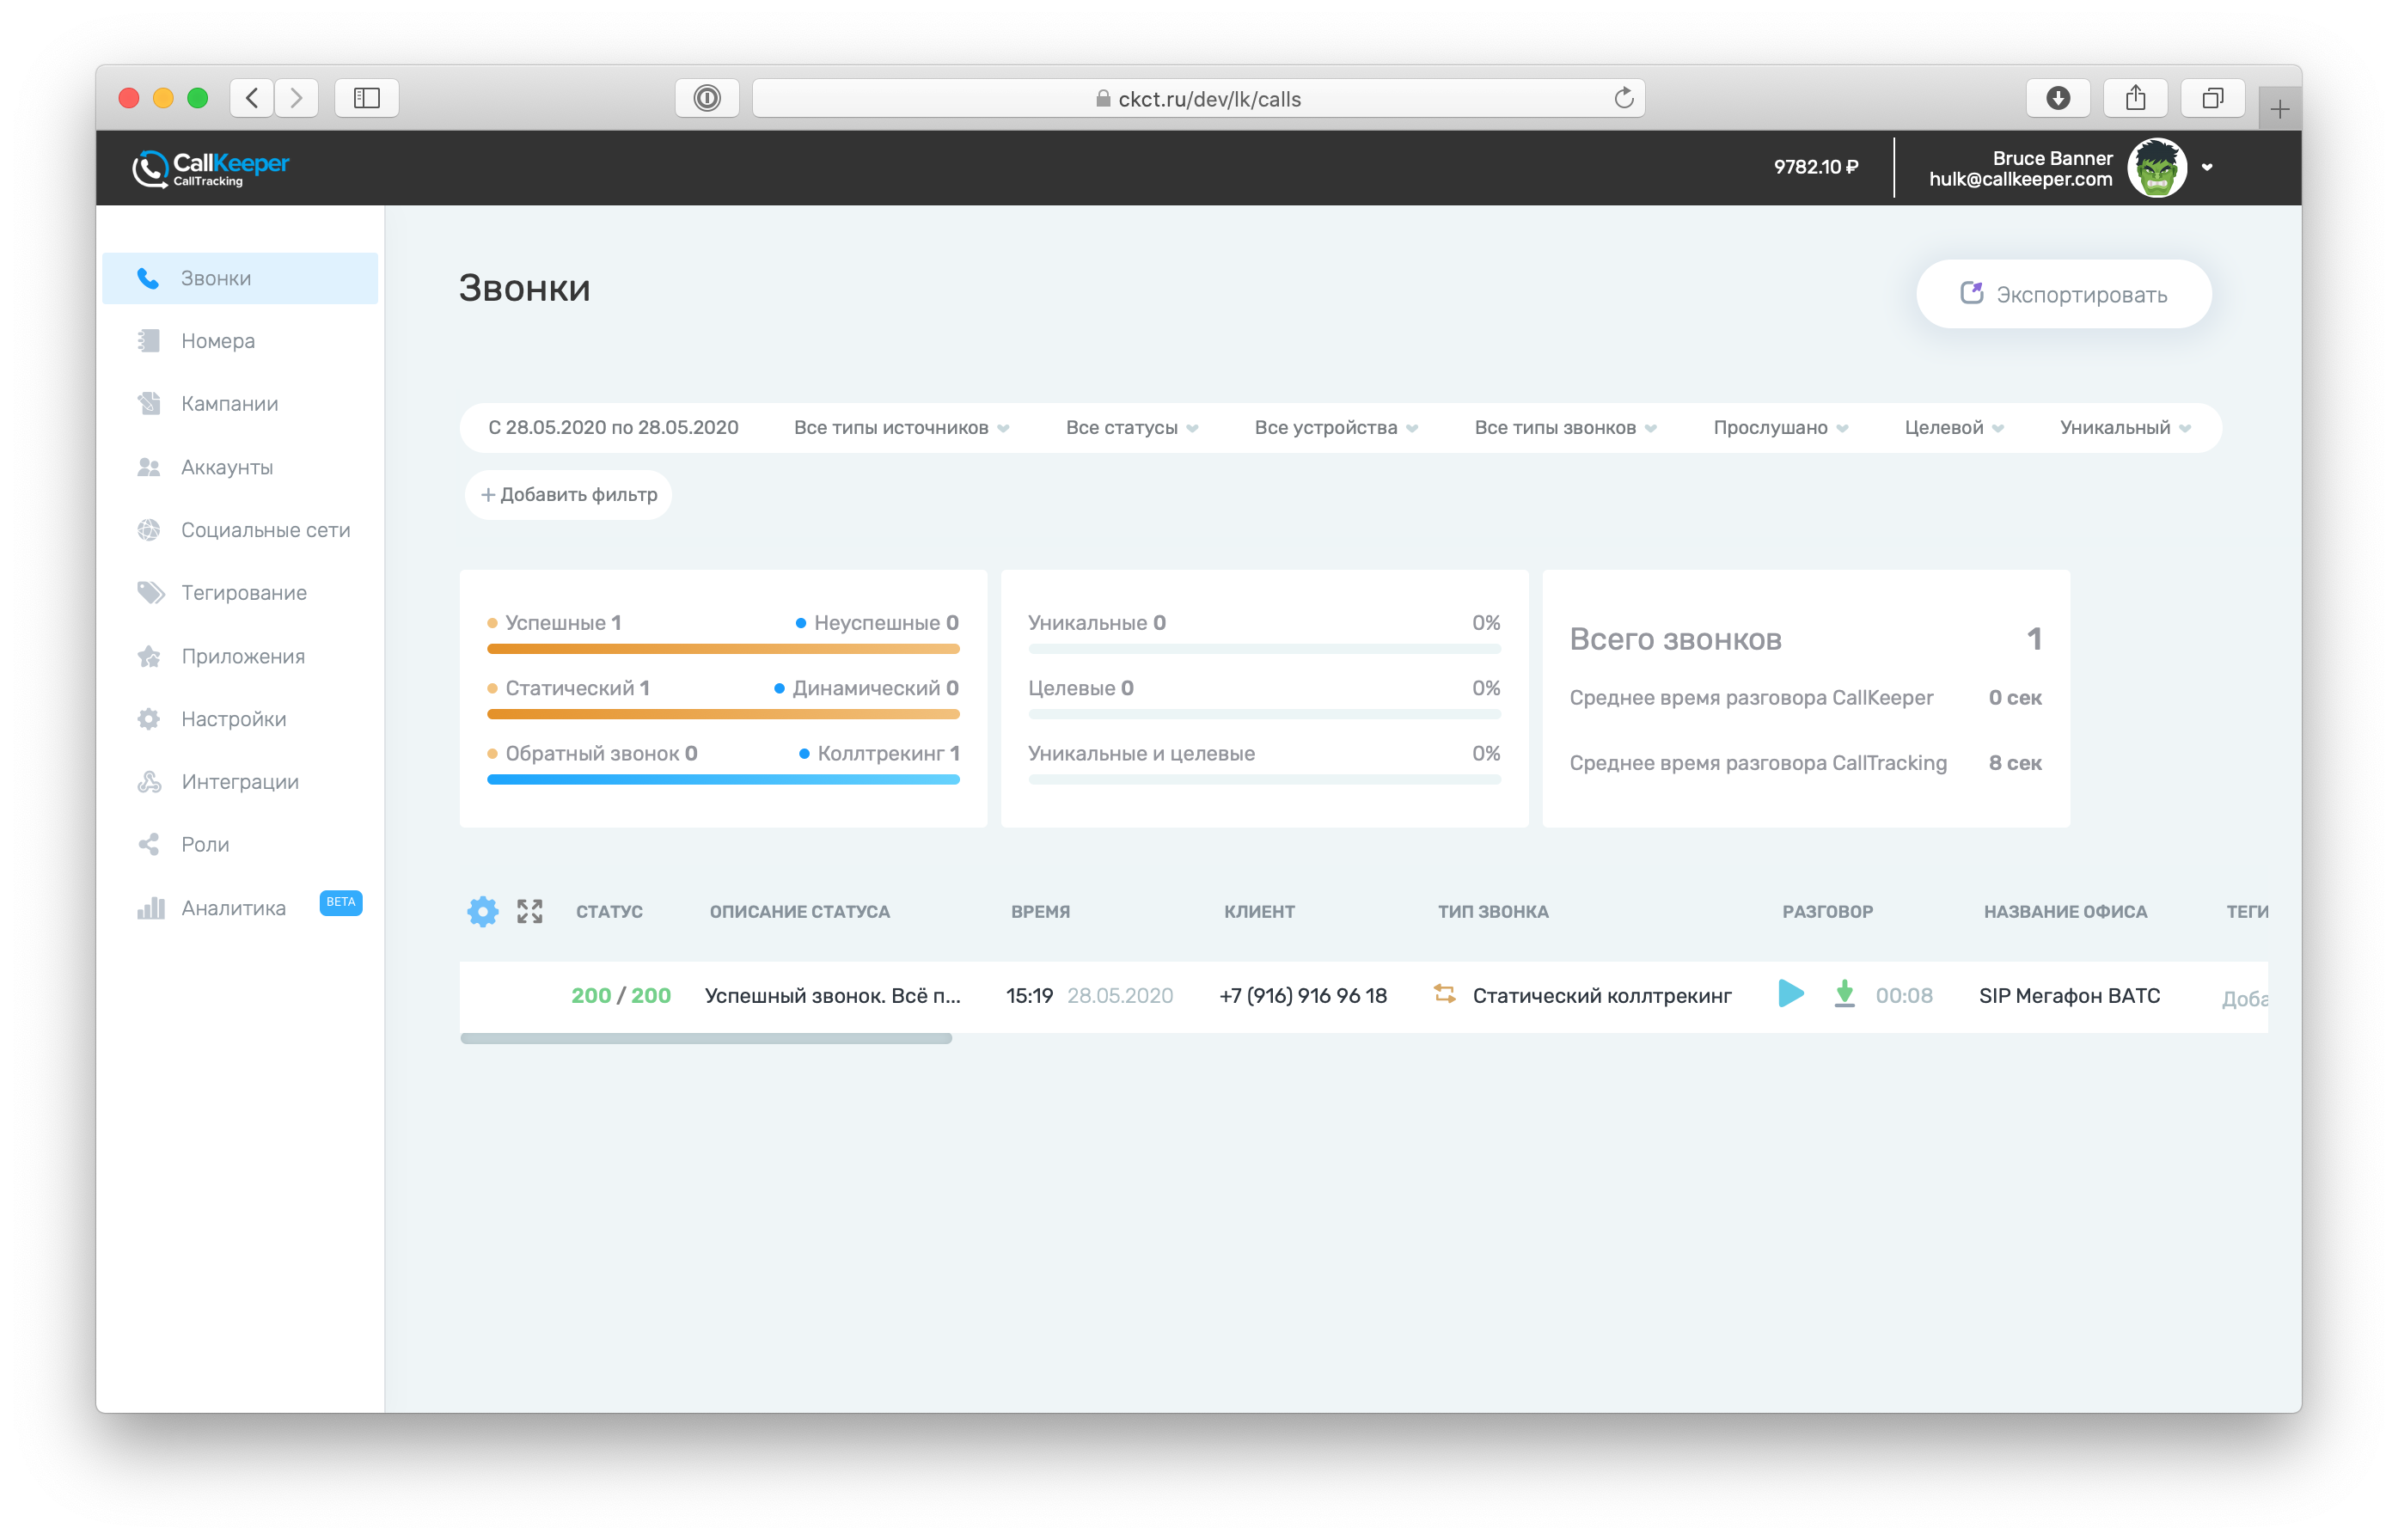 ckct.ru/dev/lk/calls
CallKeeper
CallTracking
9782.10 ₽
Bruce Banner
hulk@callkeeper.com
Звонки
Номера
Кампании
Аккаунты
Социальные сети
Тегирование
Приложения
Настройки
Интеграции
Роли
Аналитика BETA
Звонки
Экспортировать
С 28.05.2020 по 28.05.2020 Все типы источников Все статусы Все устройства Все типы звонков Прослушано Целевой Уникальный
+ Добавить фильтр
Успешные 1 Неуспешные 0
Статический 1 Динамический 0
Обратный звонок 0 Коллтрекинг 1
Уникальные 0 0%
Целевые 0 0%
Уникальные и целевые 0%
Всего звонков 1
Среднее время разговора CallKeeper 0 сек
Среднее время разговора CallTracking 8 сек
СТАТУС ОПИСАНИЕ СТАТУСА ВРЕМЯ КЛИЕНТ ТИП ЗВОНКА РАЗГОВОР НАЗВАНИЕ ОФИСА ТЕГИ
200 / 200 Успешный звонок. Всё п... 15:19 28.05.2020 +7 (916) 916 96 18 Статический коллтрекинг 00:08 SIP Мегафон ВАТС Доба